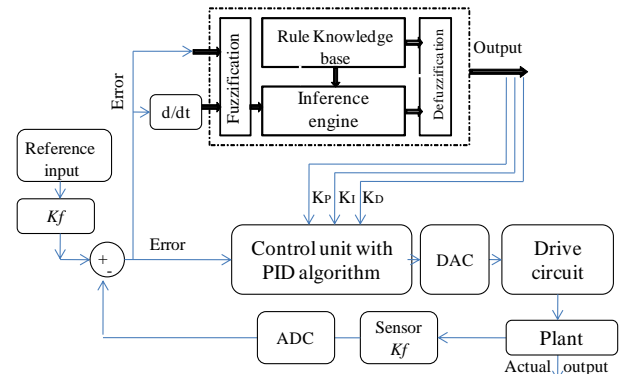 Rule Knowledge
base
Output
Fuzzification
Defuzzification
Error
d/dt
Inference
engine
Reference
input
KP KI KD
Kf
+
-
Error
Control unit with
PID algorithm
DAC
Drive
circuit
ADC
Sensor
Kf
Plant
Actual output